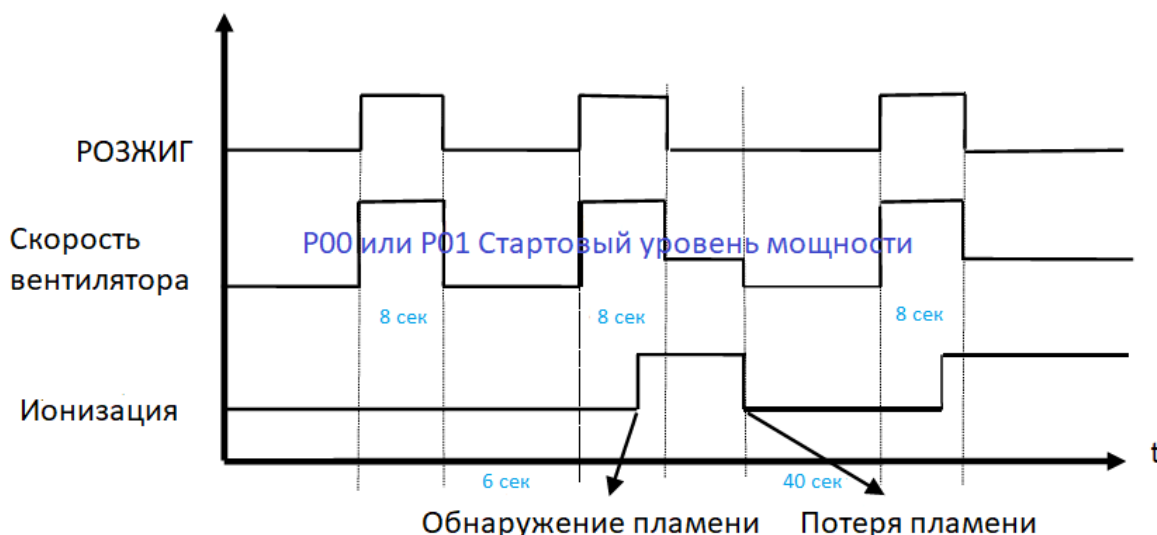 РОЗЖИГ
Скорость
вентилятора
P00 или P01 Стартовый уровень мощности
8 сек
8 сек
8 сек
Ионизация
t
6 сек
40 сек
Обнаружение пламени
Потеря пламени